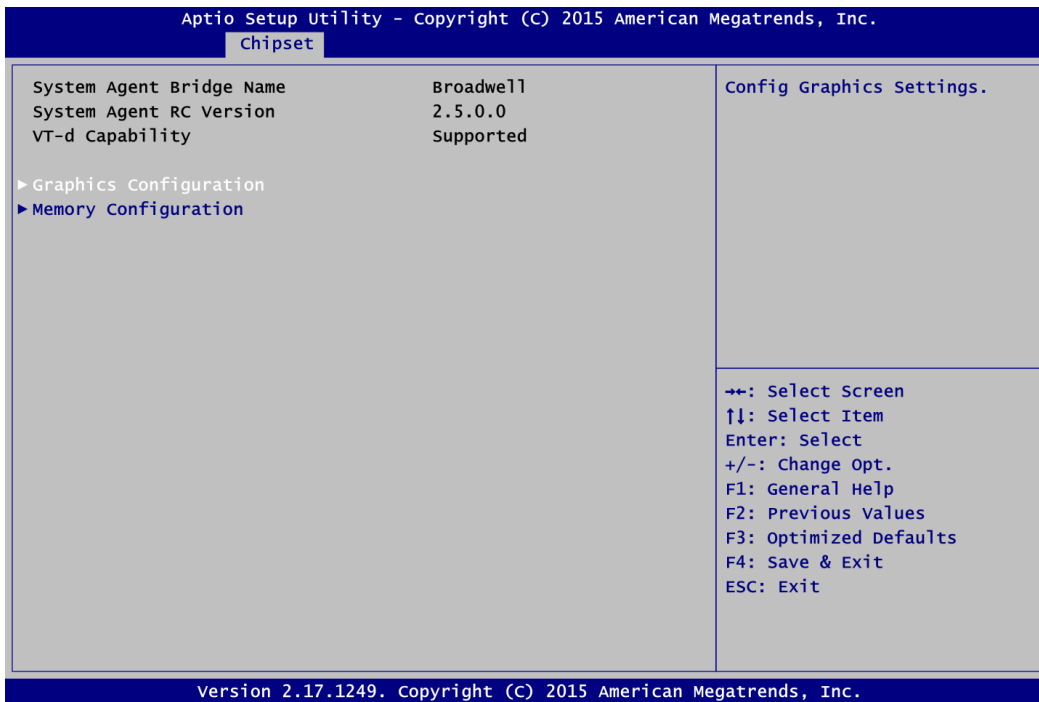 Aptio Setup Utility - Copyright (C) 2015 American Megatrends, Inc.
Chipset
System Agent Bridge Name Broadwell
System Agent RC Version 2.5.0.0
VT-d Capability Supported
►Graphics Configuration
►Memory Configuration
Config Graphics Settings.
→←: Select Screen
↑↓: Select Item
Enter: Select
+/-: Change Opt.
F1: General Help
F2: Previous Values
F3: Optimized Defaults
F4: Save & Exit
ESC: Exit
Version 2.17.1249. Copyright (C) 2015 American Megatrends, Inc.